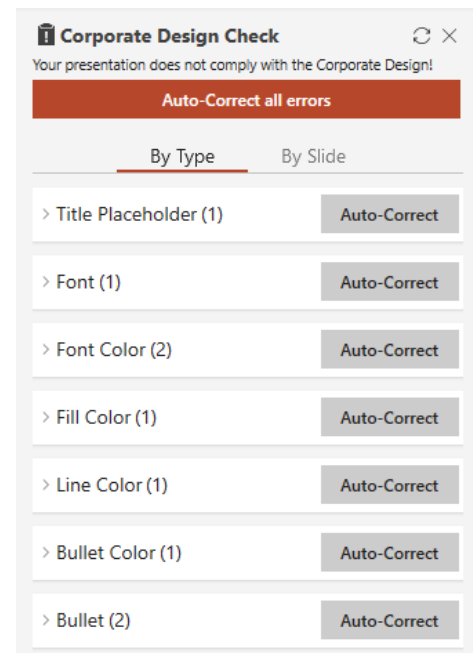 Corporate Design Check
Your presentation does not comply with the Corporate Design!
Auto-Correct all errors
By Type By Slide
Title Placeholder (1) Auto-Correct
Font (1) Auto-Correct
Font Color (2) Auto-Correct
Fill Color (1) Auto-Correct
Line Color (1) Auto-Correct
Bullet Color (1) Auto-Correct
Bullet (2) Auto-Correct